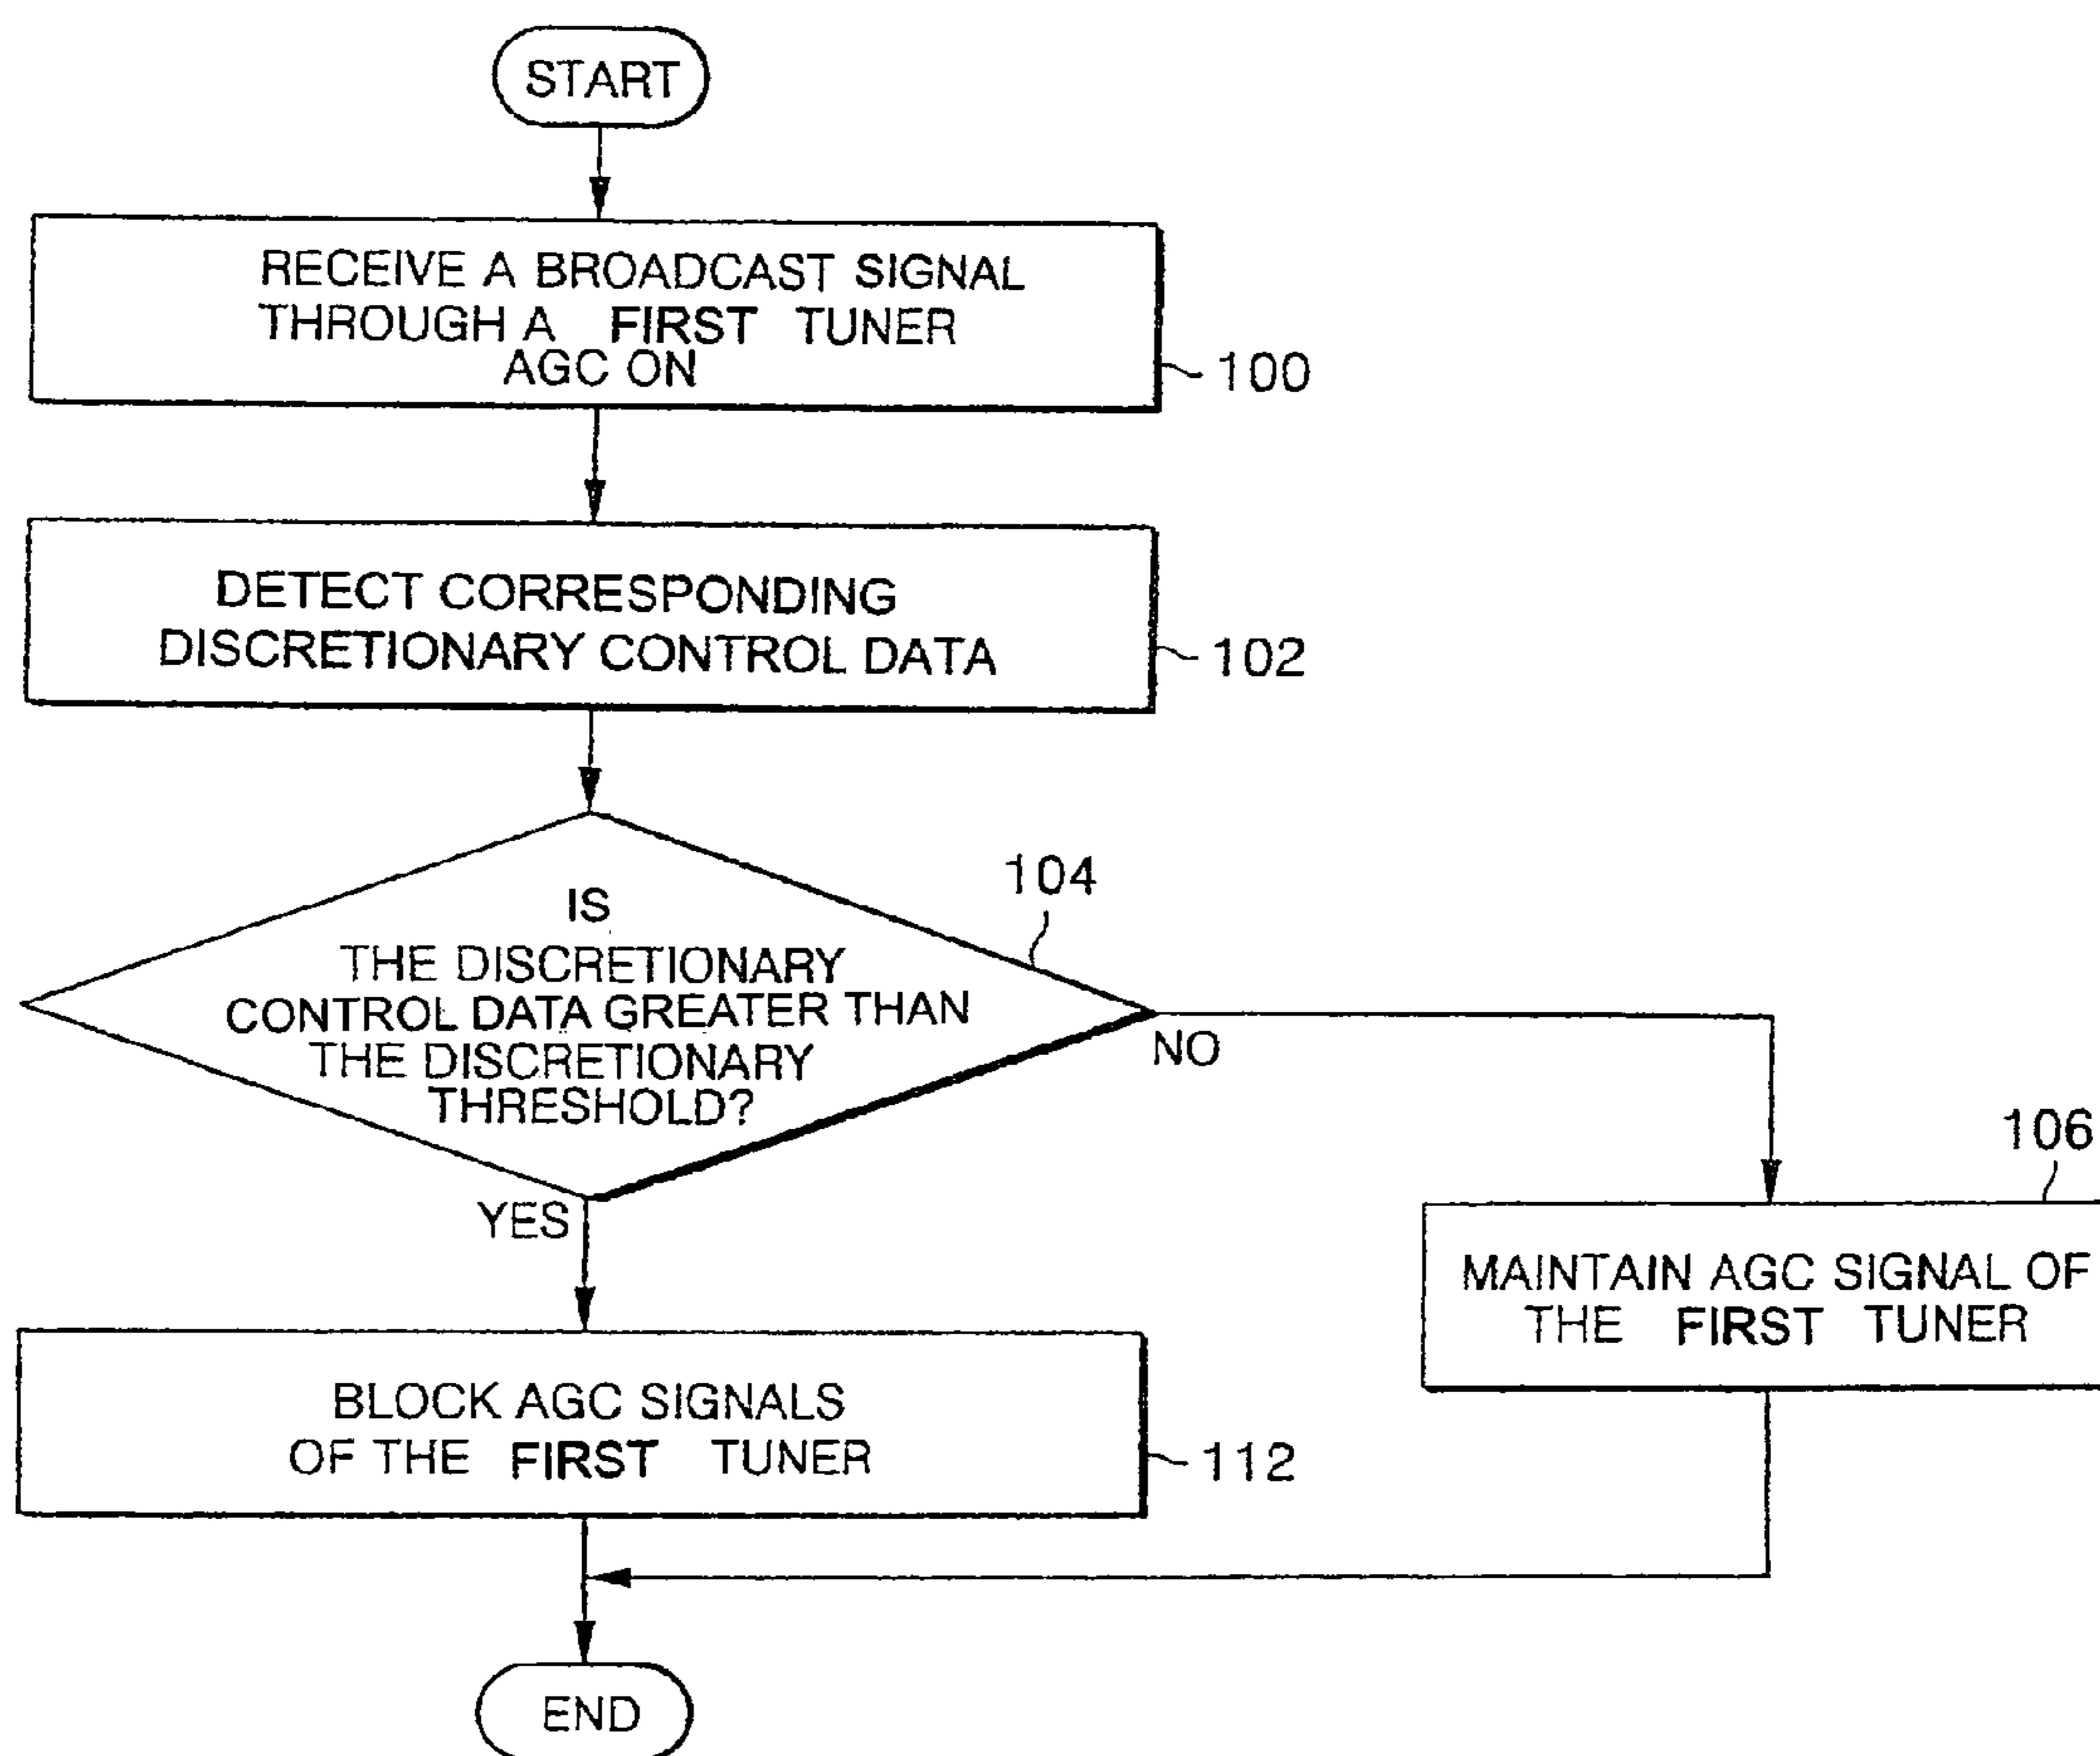 START
RECEIVE A BROADCAST SIGNAL
THROUGH A FIRST TUNER
AGC ON
100
DETECT CORRESPONDING
DISCRETIONARY CONTROL DATA
102
104
IS
THE DISCRETIONARY
CONTROL DATA GREATER THAN
THE DISCRETIONARY
THRESHOLD?
NO
YES
106
MAINTAIN AGC SIGNAL OF
THE FIRST TUNER
BLOCK AGC SIGNALS
OF THE FIRST TUNER
112
END